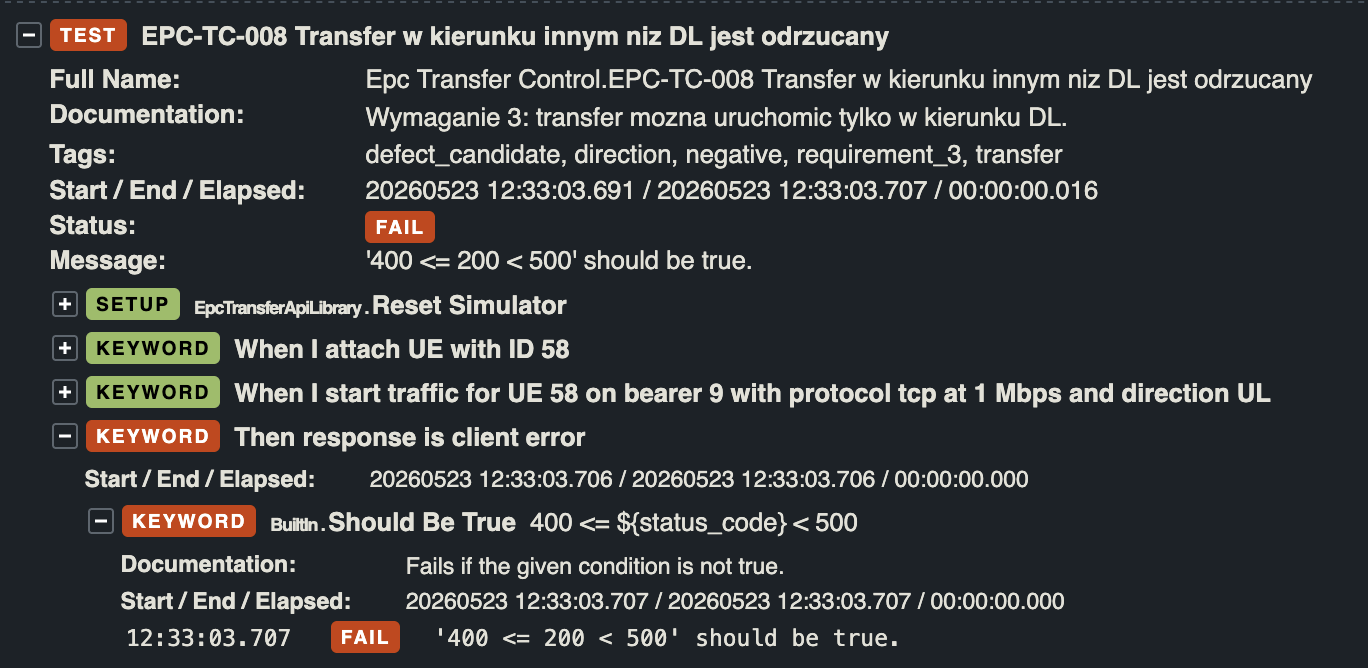 TEST EPC-TC-008 Transfer w kierunku innym niz DL jest odrzucany
Full Name: Epc Transfer Control.EPC-TC-008 Transfer w kierunku innym niz DL jest odrzucany
Documentation: Wymaganie 3: transfer mozna uruchomic tylko w kierunku DL.
Tags: defect_candidate, direction, negative, requirement_3, transfer
Start / End / Elapsed: 20260523 12:33:03.691 / 20260523 12:33:03.707 / 00:00:00.016
Status: FAIL
Message: '400 <= 200 < 500' should be true.
+ SETUP EpcTransferApiLibrary.Reset Simulator
+ KEYWORD When I attach UE with ID 58
+ KEYWORD When I start traffic for UE 58 on bearer 9 with protocol tcp at 1 Mbps and direction UL
− KEYWORD Then response is client error
Start / End / Elapsed: 20260523 12:33:03.706 / 20260523 12:33:03.706 / 00:00:00.000
− KEYWORD BuiltIn.Should Be True 400 <= ${status_code} < 500
Documentation: Fails if the given condition is not true.
Start / End / Elapsed: 20260523 12:33:03.707 / 20260523 12:33:03.707 / 00:00:00.000
12:33:03.707 FAIL '400 <= 200 < 500' should be true.